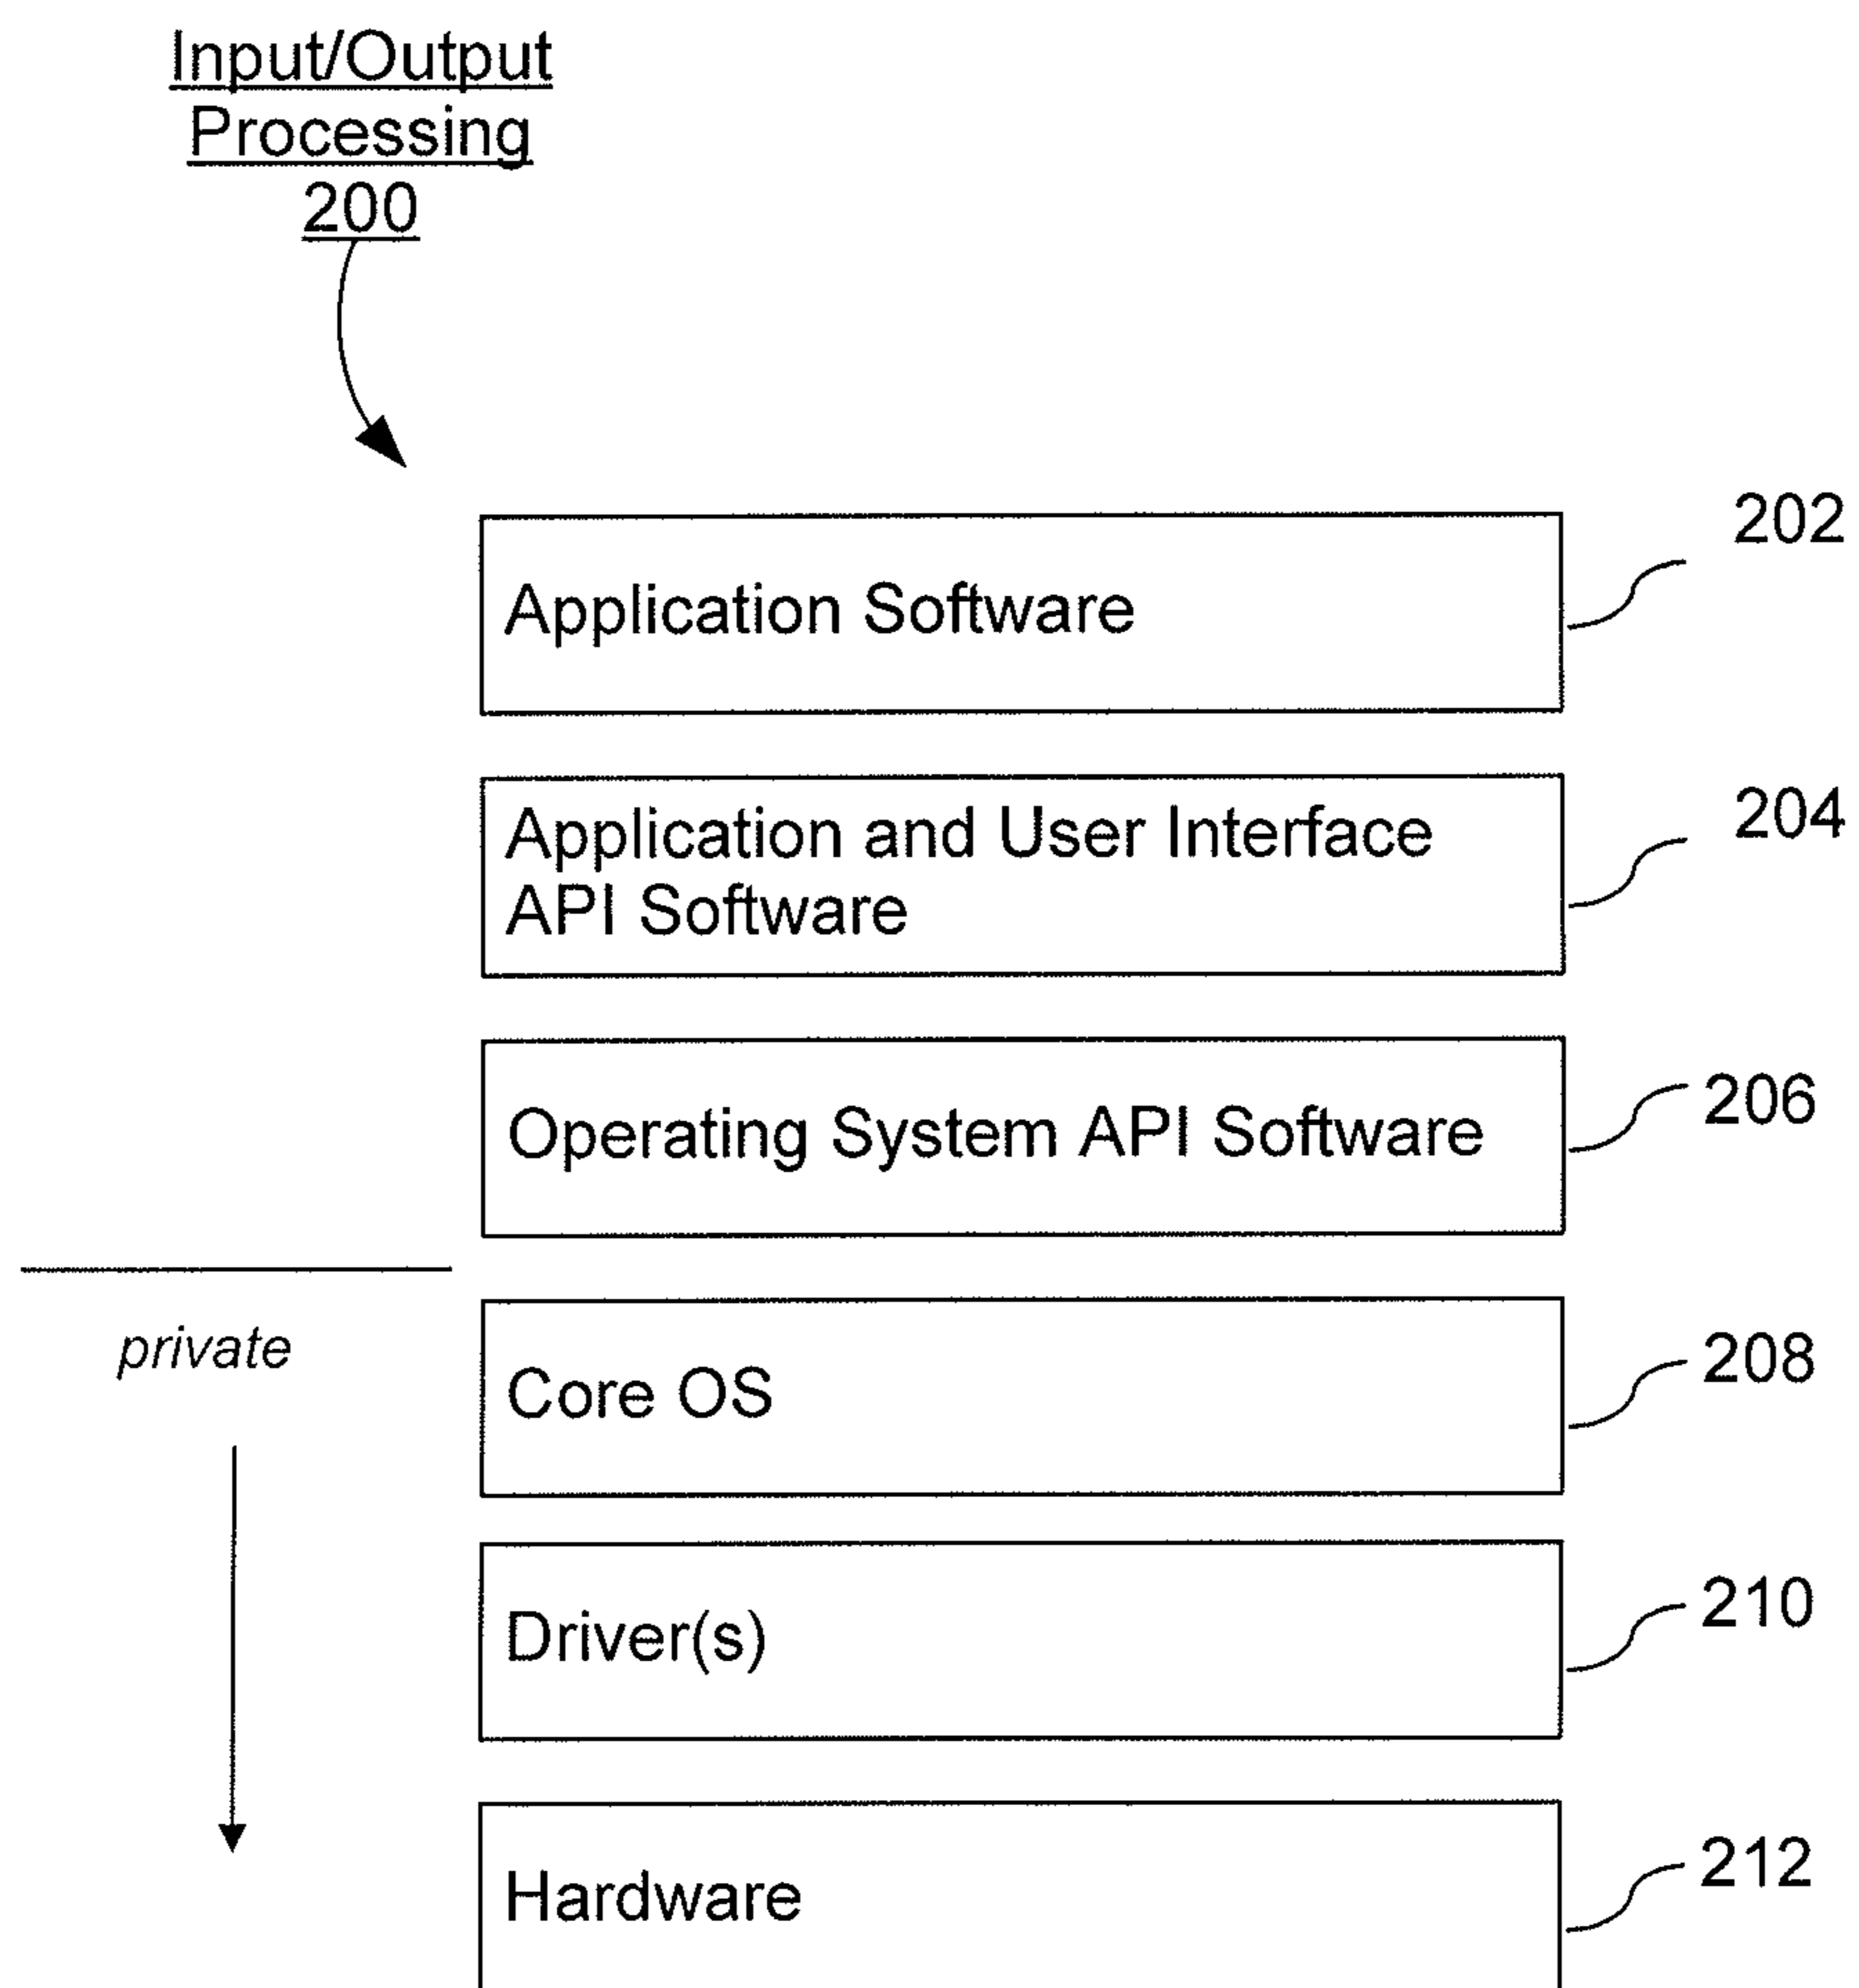 Input/Output
Processing
200
202
Application Software
204
Application and User Interface
API Software
206
Operating System API Software
private
208
Core OS
210
Driver(s)
212
Hardware